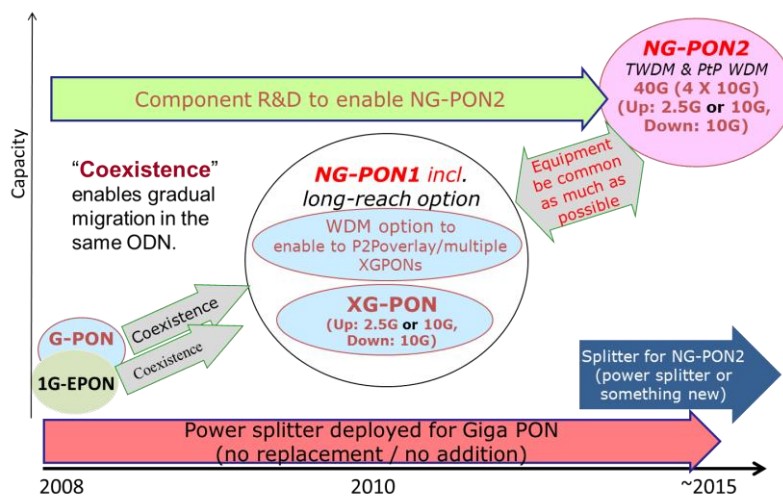 NG-PON2
TWDM & PtP WDM
40G (4 X 10G)
(Up: 2.5G or 10G,
Down: 10G)
Component R&D to enable NG-PON2
Capacity
“Coexistence”
enables gradual
migration in the
same ODN.
NG-PON1 incl.
long-reach option
WDM option to
enable to P2Poverlay/multiple
XGPONs
XG-PON
(Up: 2.5G or 10G,
Down: 10G)
Equipment
be common
as much as
possible
G-PON
1G-EPON
Coexistence
Coexistence
Splitter for NG-PON2
(power splitter or
something new)
Power splitter deployed for Giga PON
(no replacement / no addition)
2008
2010
~2015